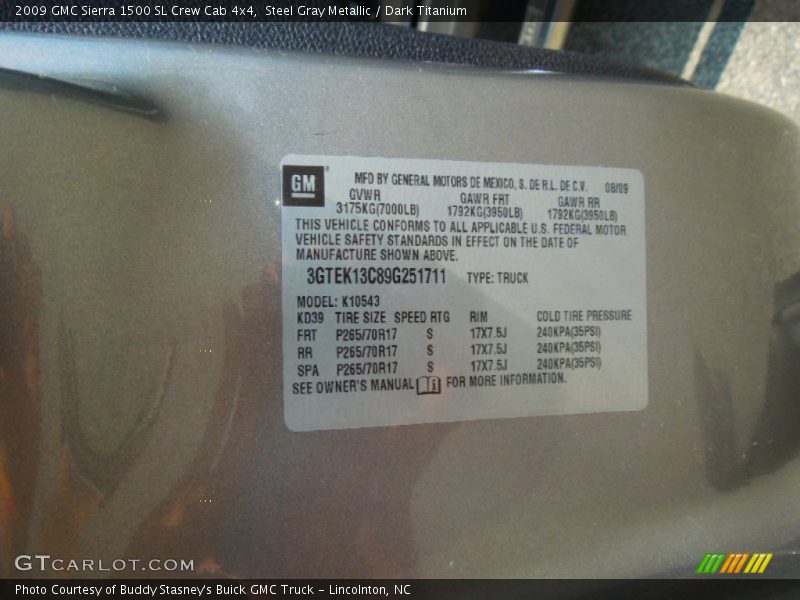 2009 GMC Sierra 1500 SL Crew Cab 4x4, Steel Gray Metallic / Dark Titanium
GM
MFD BY GENERAL MOTORS DE MEXICO, S. DE R.L. DE C.V. 08/09
GVWR GAWR FRT GAWR RR
3175KG(7000LB) 1792KG(3950LB) 1792KG(3950LB)
THIS VEHICLE CONFORMS TO ALL APPLICABLE U.S. FEDERAL MOTOR
VEHICLE SAFETY STANDARDS IN EFFECT ON THE DATE OF
MANUFACTURE SHOWN ABOVE.
3GTEK13C89G251711 TYPE: TRUCK
MODEL: K10543
KD39 TIRE SIZE SPEED RTG RIM COLD TIRE PRESSURE
FRT P265/70R17 S 17X7.5J 240KPA(35PSI)
RR P265/70R17 S 17X7.5J 240KPA(35PSI)
SPA P265/70R17 S 17X7.5J 240KPA(35PSI)
SEE OWNER'S MANUAL FOR MORE INFORMATION.
GTCARLOT.COM
Photo Courtesy of Buddy Stasney's Buick GMC Truck - Lincolnton, NC